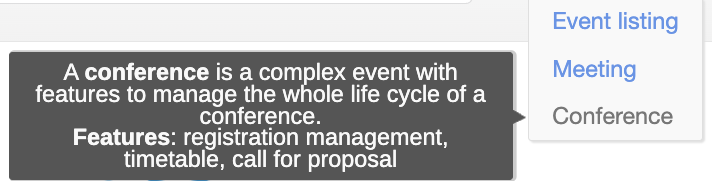 Event listing
Meeting
Conference
A conference is a complex event with
features to manage the whole life cycle of a
conference.
Features: registration management,
timetable, call for proposal